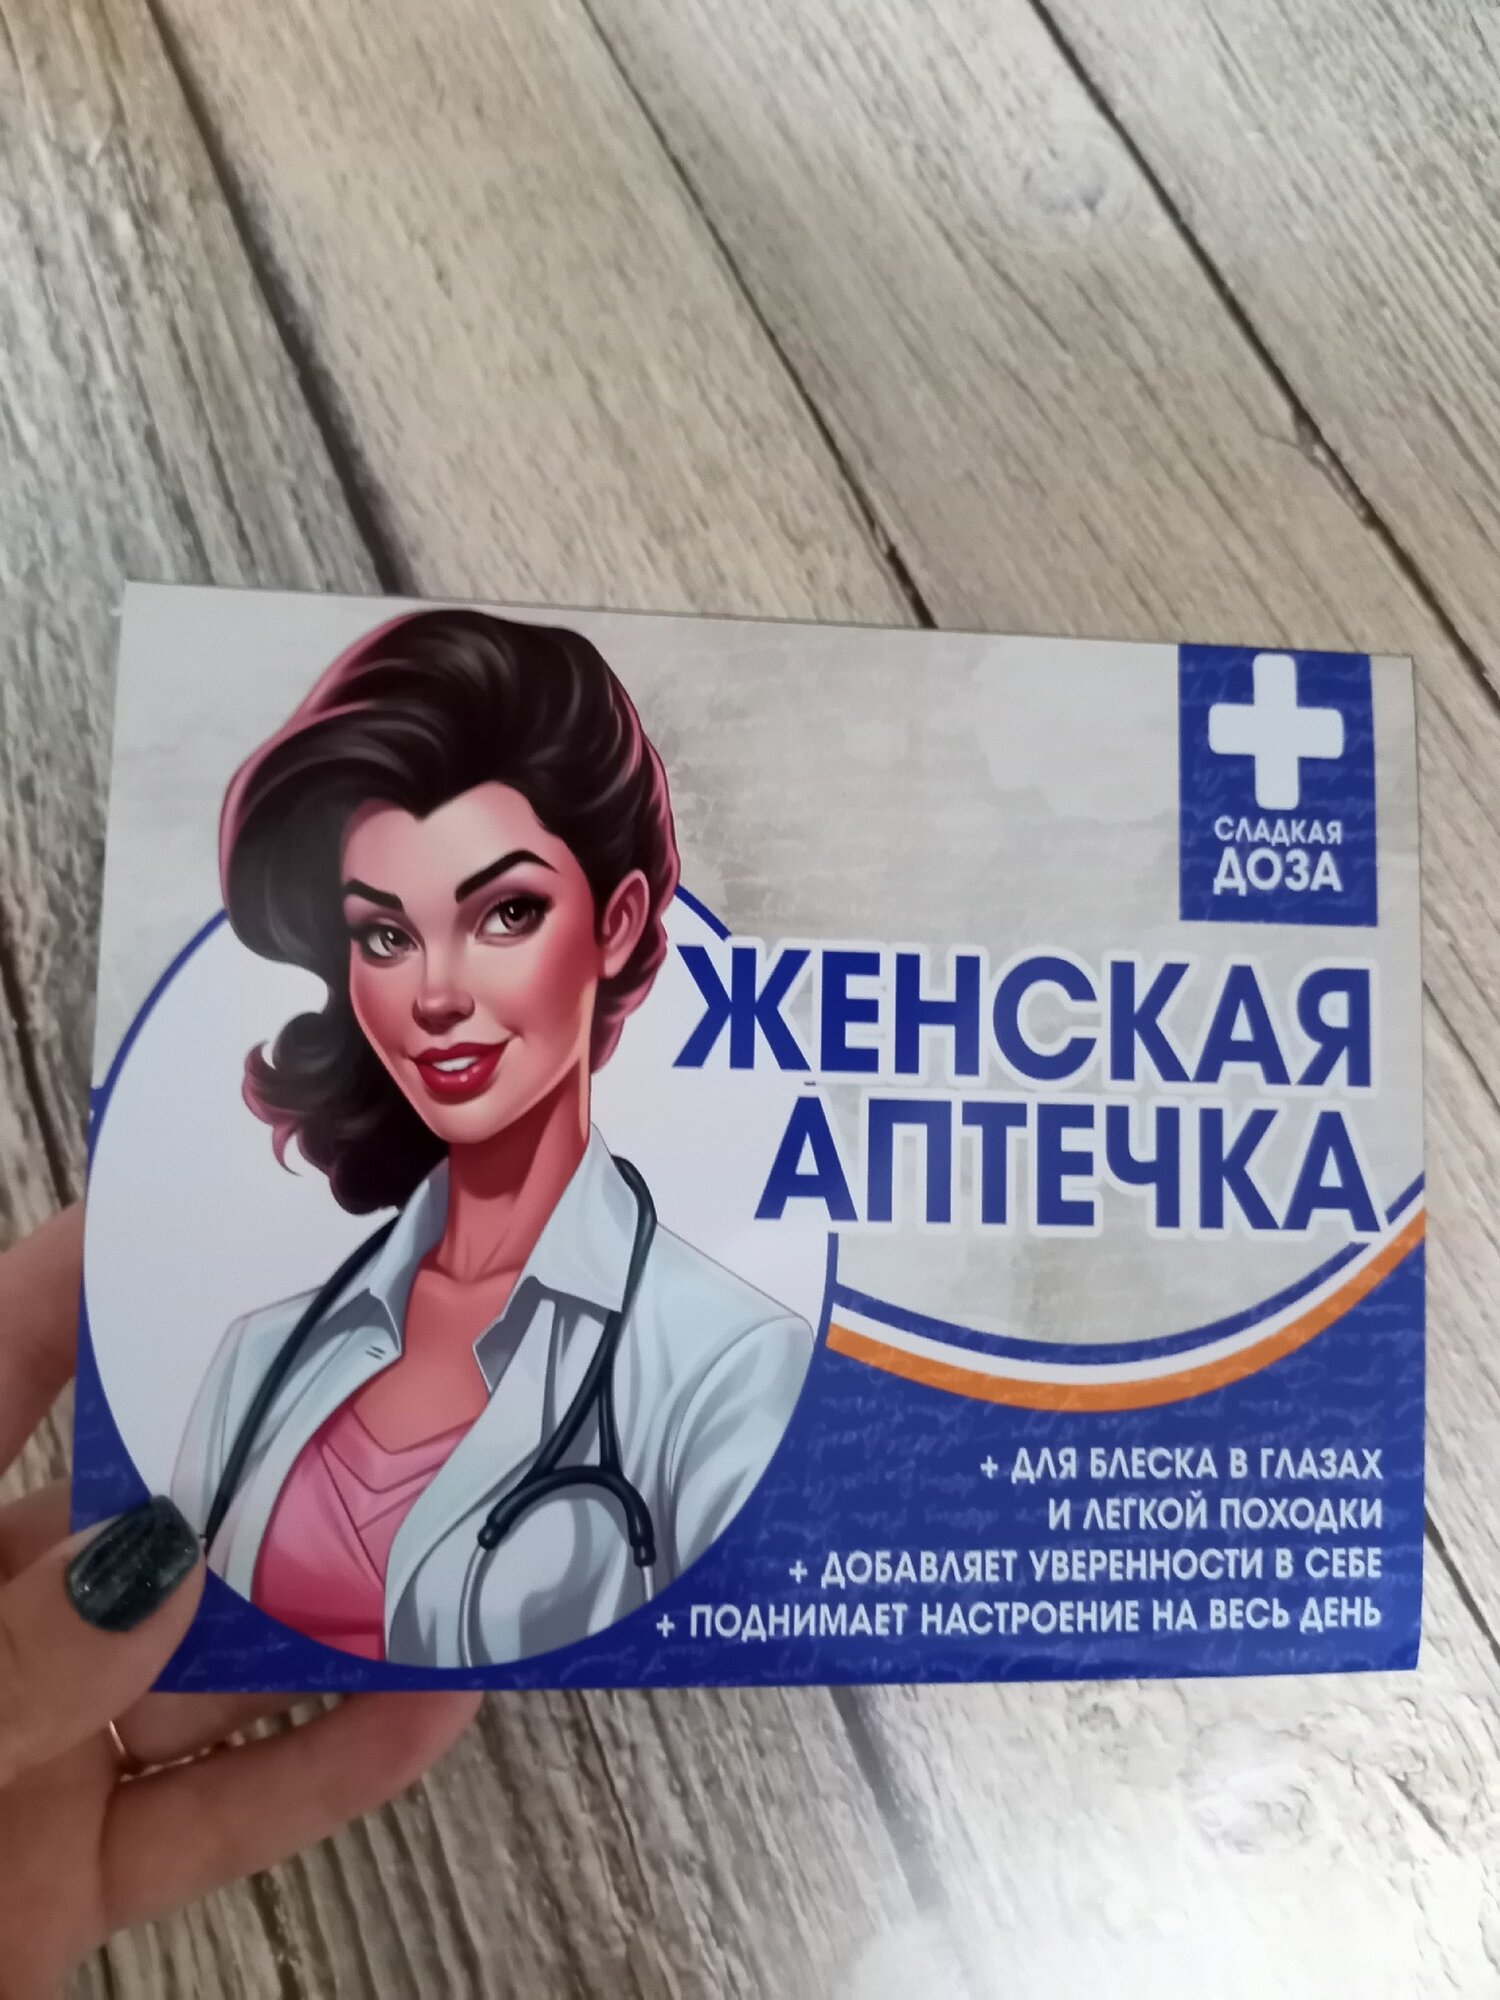 СЛАДКАЯ
ДОЗА
ЖЕНСКАЯ
АПТЕЧКА
+ ДЛЯ БЛЕСКА В ГЛАЗАХ
И ЛЕГКОЙ ПОХОДКИ
+ ДОБАВЛЯЕТ УВЕРЕННОСТИ В СЕБЕ
+ ПОДНИМАЕТ НАСТРОЕНИЕ НА ВЕСЬ ДЕНЬ